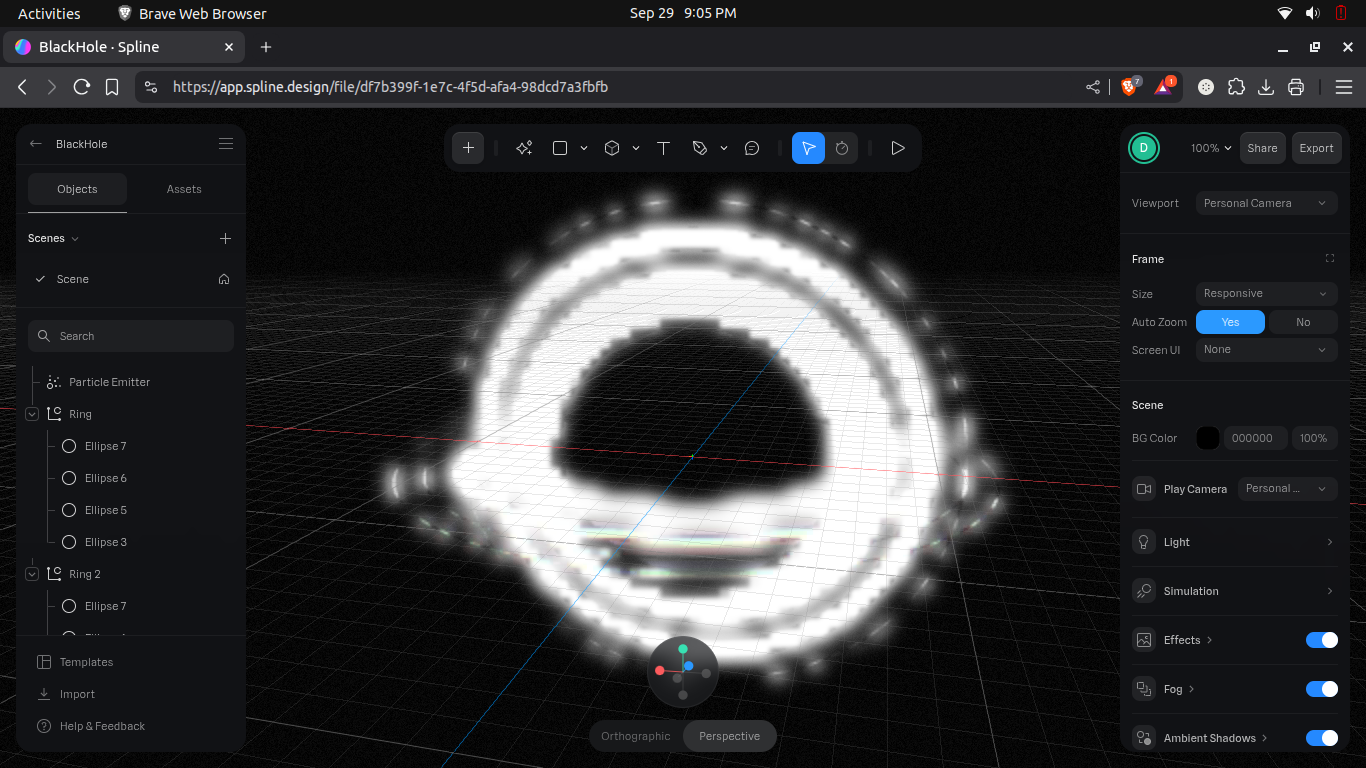 Activities
Brave Web Browser
Sep 29 9:05 PM
BlackHole · Spline
https://app.spline.design/file/df7b399f-1e7c-4f5d-afa4-98dcd7a3fbfb
7
1
BlackHole
Objects
Assets
Scenes
Scene
Search
Particle Emitter
Ring
Ellipse 7
Ellipse 6
Ellipse 5
Ellipse 3
Ring 2
Ellipse 7
Templates
Import
Help & Feedback
Orthographic
Perspective
D
100%
Share
Export
Viewport
Personal Camera
Frame
Size
Responsive
Auto Zoom
Yes
No
Screen UI
None
Scene
BG Color
000000
100%
Play Camera
Personal ...
Light
Simulation
Effects
Fog
Ambient Shadows